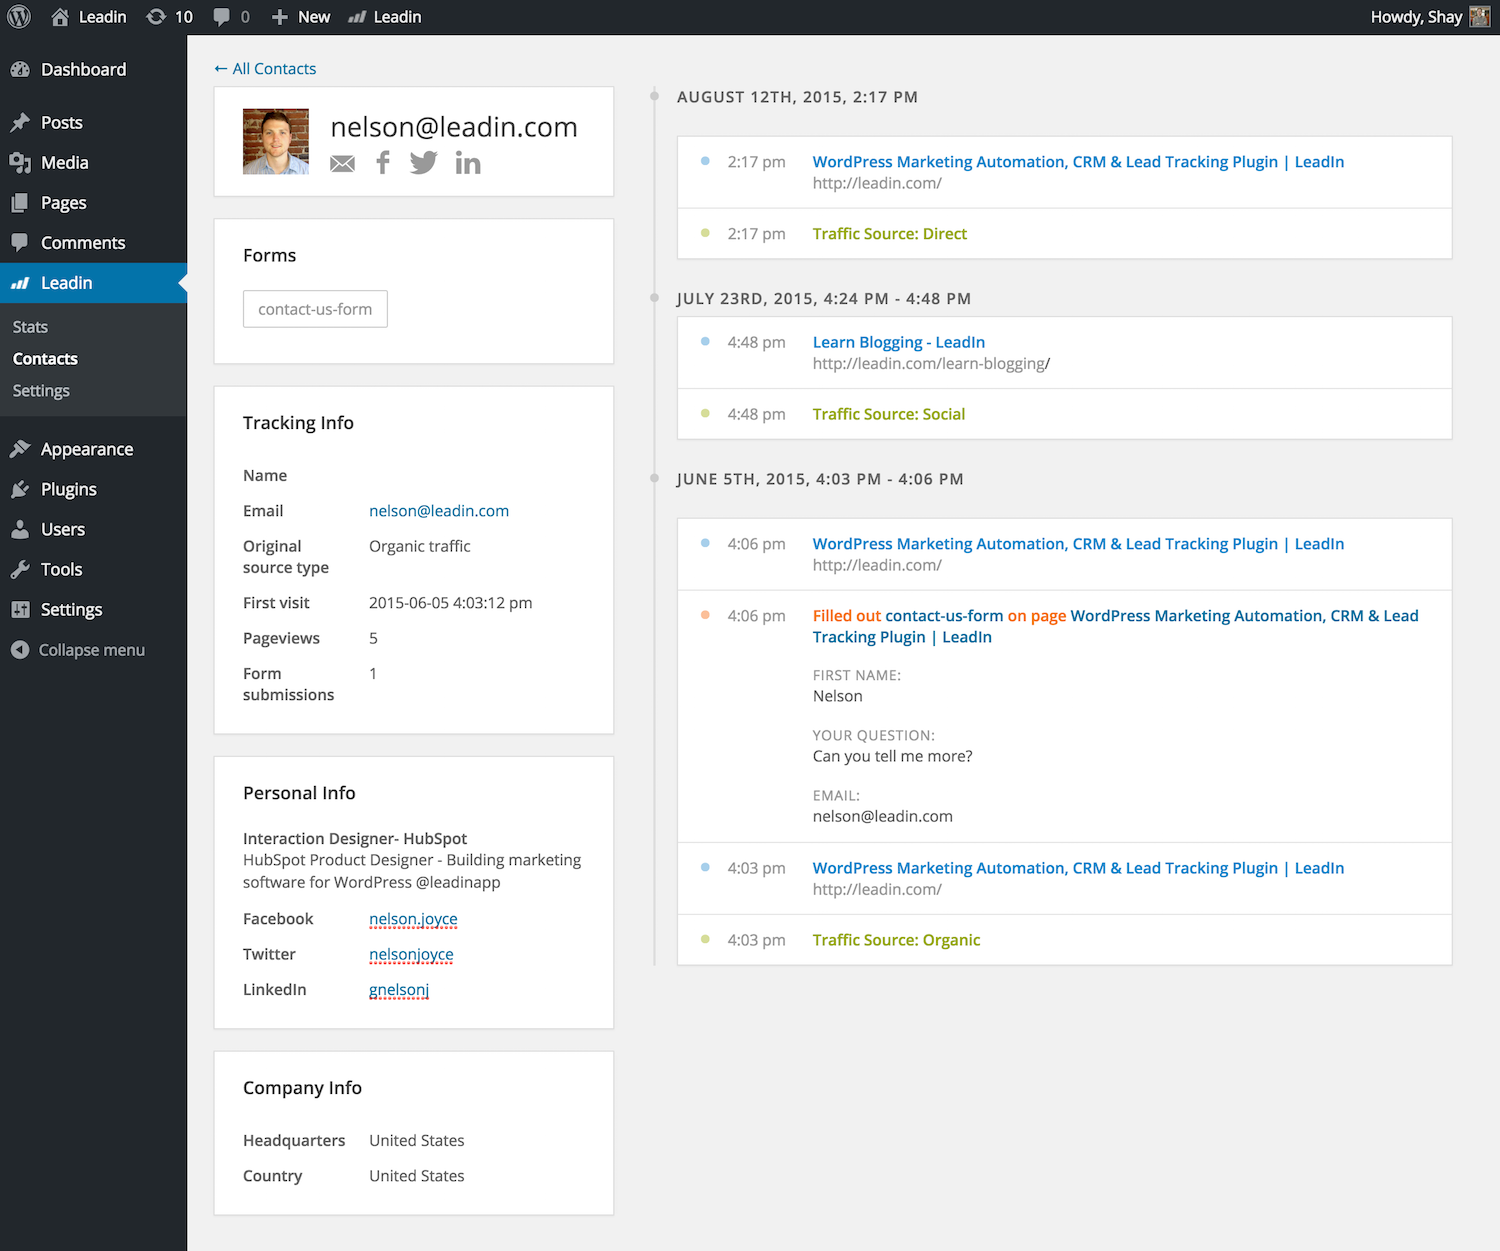 Leadin
10
0
New
Leadin
Howdy, Shay
Dashboard
Posts
Media
Pages
Comments
Leadin
Stats
Contacts
Settings
Appearance
Plugins
Users
Tools
Settings
Collapse menu
← All Contacts
nelson@leadin.com
Forms
contact-us-form
Tracking Info
Name
Email nelson@leadin.com
Original Organic traffic
source type
First visit 2015-06-05 4:03:12 pm
Pageviews 5
Form 1
submissions
Personal Info
Interaction Designer- HubSpot
HubSpot Product Designer - Building marketing
software for WordPress @leadinapp
Facebook nelson.joyce
Twitter nelsonjoyce
LinkedIn gnelsonj
Company Info
Headquarters United States
Country United States
AUGUST 12TH, 2015, 2:17 PM
2:17 pm WordPress Marketing Automation, CRM & Lead Tracking Plugin | LeadIn
http://leadin.com/
2:17 pm Traffic Source: Direct
JULY 23RD, 2015, 4:24 PM - 4:48 PM
4:48 pm Learn Blogging - LeadIn
http://leadin.com/learn-blogging/
4:48 pm Traffic Source: Social
JUNE 5TH, 2015, 4:03 PM - 4:06 PM
4:06 pm WordPress Marketing Automation, CRM & Lead Tracking Plugin | LeadIn
http://leadin.com/
4:06 pm Filled out contact-us-form on page WordPress Marketing Automation, CRM & Lead
Tracking Plugin | LeadIn
FIRST NAME:
Nelson
YOUR QUESTION:
Can you tell me more?
EMAIL:
nelson@leadin.com
4:03 pm WordPress Marketing Automation, CRM & Lead Tracking Plugin | LeadIn
http://leadin.com/
4:03 pm Traffic Source: Organic